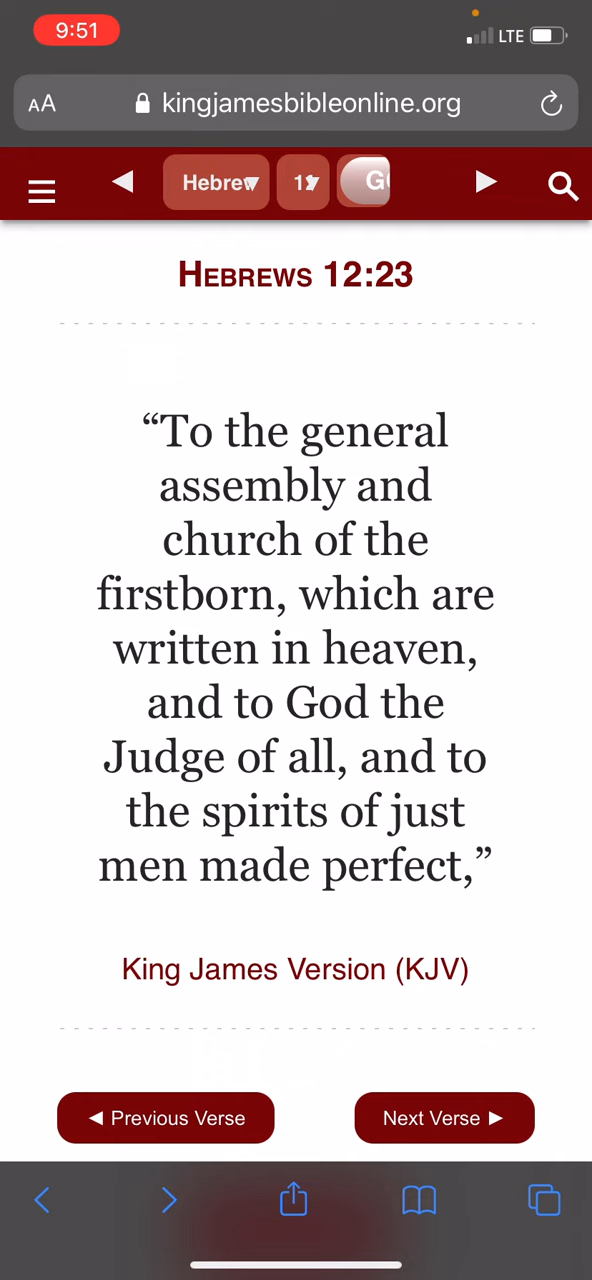 9:51
LTE
AA kingjamesbibleonline.org
Hebrews 12:23
“To the general
assembly and
church of the
firstborn, which are
written in heaven,
and to God the
Judge of all, and to
the spirits of just
men made perfect,”
King James Version (KJV)
◄ Previous Verse
Next Verse ►